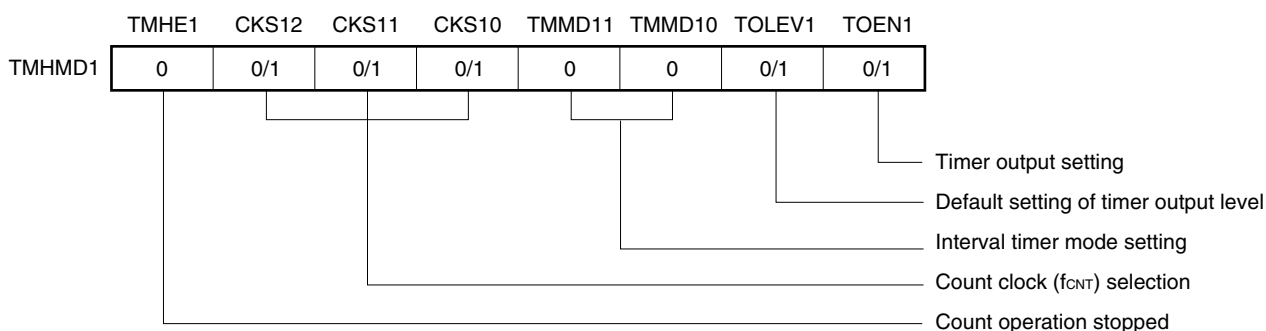 TMHE1 CKS12 CKS11 CKS10 TMMD11 TMMD10 TOLEV1 TOEN1
TMHMD1 0 0/1 0/1 0/1 0 0 0/1 0/1
Timer output setting
Default setting of timer output level
Interval timer mode setting
Count clock (fCNT) selection
Count operation stopped